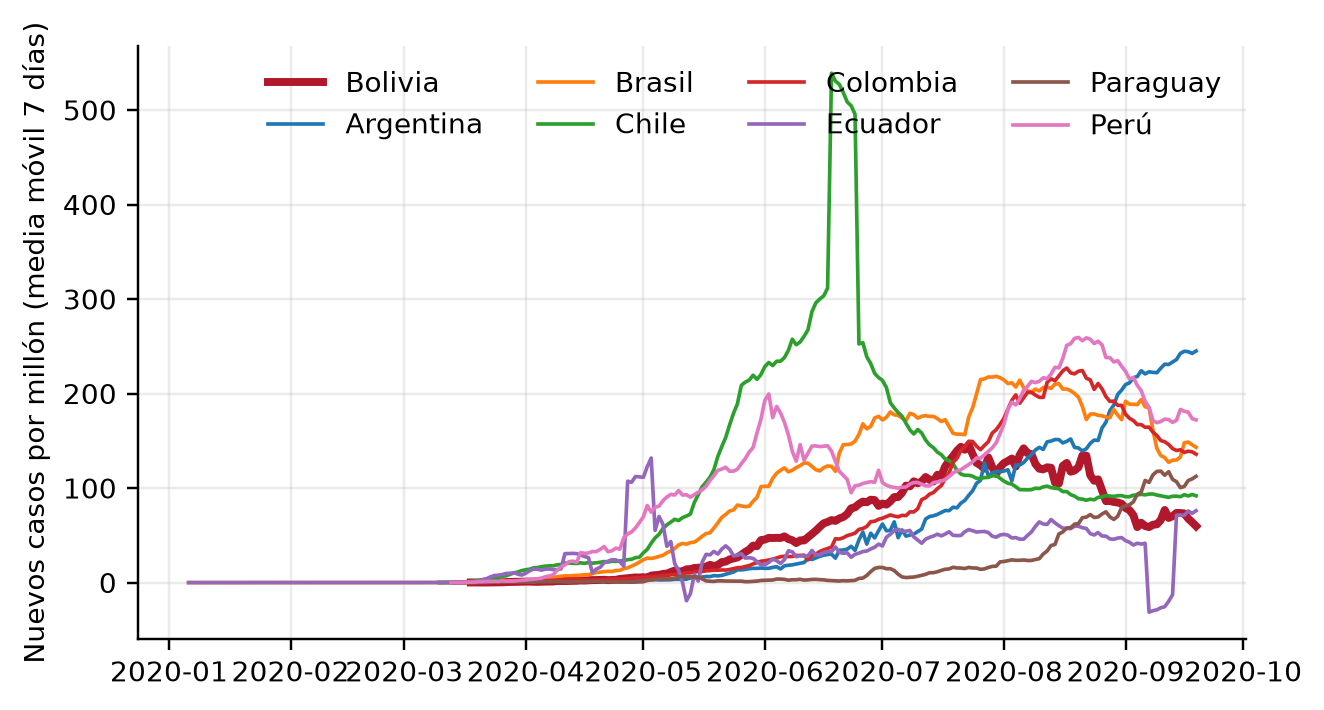 Nuevos casos por millón (media móvil 7 días)
Bolivia
Argentina
Brasil
Chile
Colombia
Ecuador
Paraguay
Perú
500
400
300
200
100
0
2020-01 2020-02 2020-03 2020-04 2020-05 2020-06 2020-07 2020-08 2020-09 2020-10